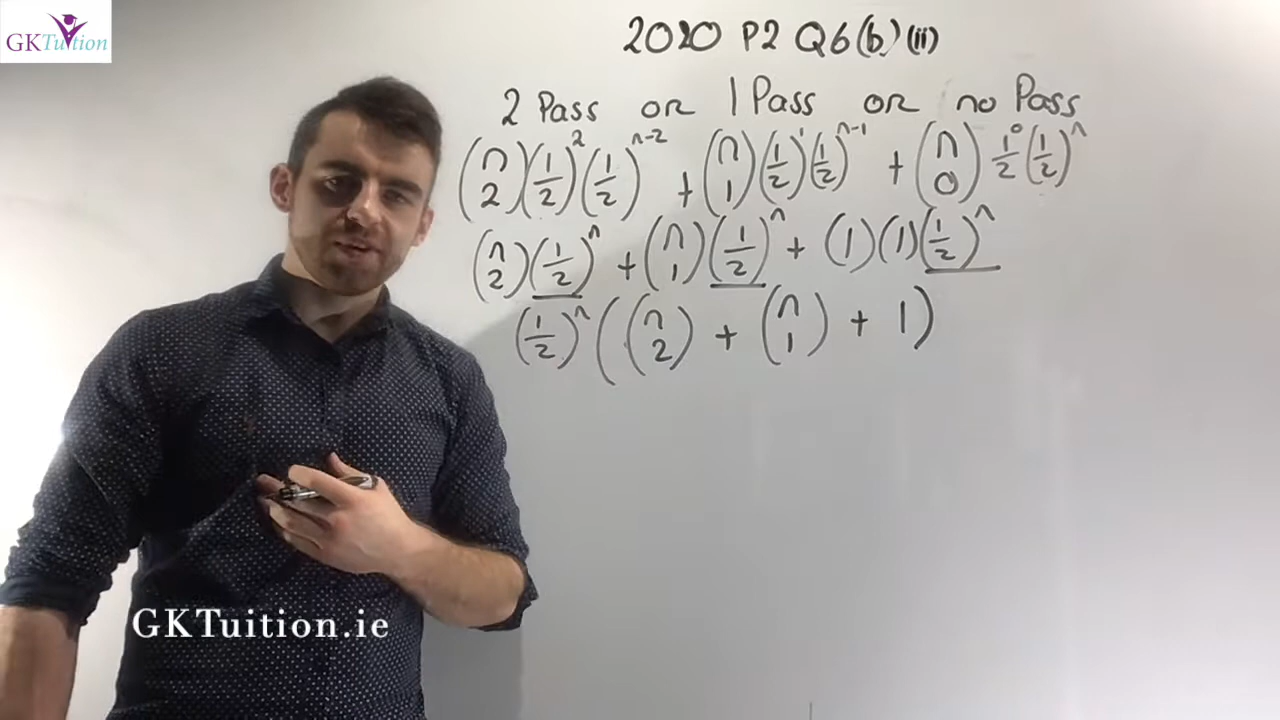 GKTuition
2020 P2 Q6(b)(ii)
2 Pass or 1 Pass or no Pass
(n 2)(1/2)^2(1/2)^{n-2} + (n 1)(1/2)^1(1/2)^{n-1} + (n 0) 1/2^0 (1/2)^n
(n 2)(1/2)^n + (n 1)(1/2)^n + (1)(1)(1/2)^n
(1/2)^n ((n 2) + (n 1) + 1)
GKTuition.ie